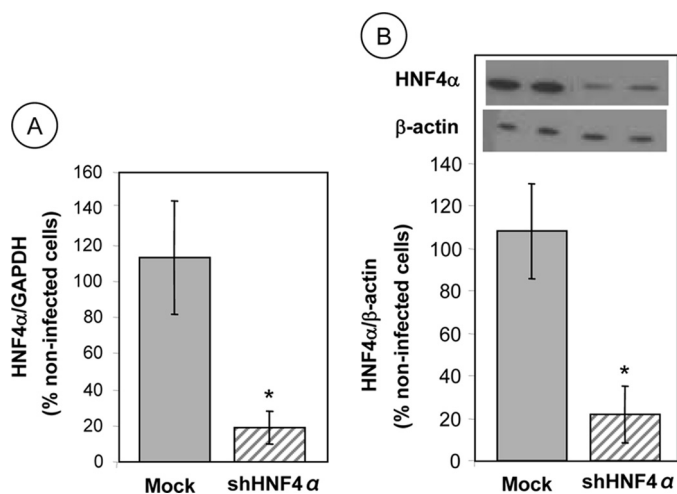 A
HNF4α/GAPDH
(% non-infected cells)
160
140
120
100
80
60
40
20
0
*
Mock
shHNF4α
B
HNF4α
β-actin
HNF4α/β-actin
(% non-infected cells)
140
120
100
80
60
40
20
0
*
Mock
shHNF4α